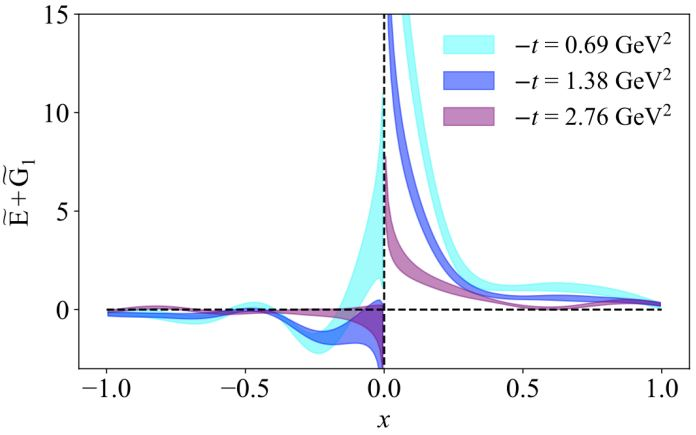 15
10
5
0
Ẽ + G̃₁
−t = 0.69 GeV²
−t = 1.38 GeV²
−t = 2.76 GeV²
−1.0 −0.5 0.0 0.5 1.0
x